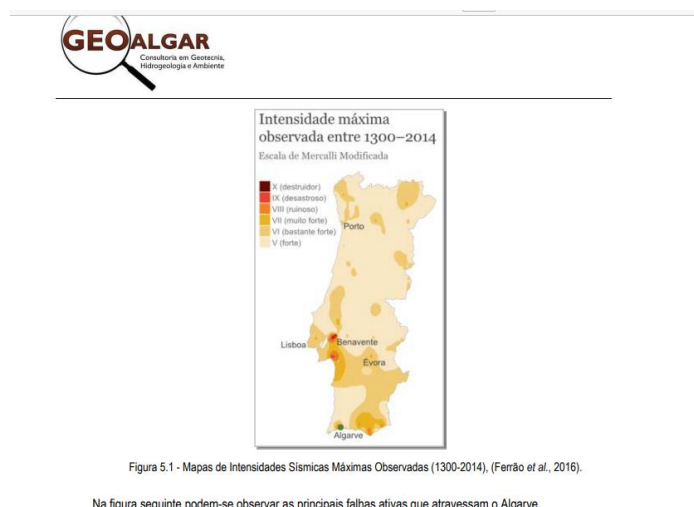 GEOALGAR
Consultoria em Geotecnia,
Hidrogeologia e Ambiente
Intensidade máxima
observada entre 1300–2014
Escala de Mercalli Modificada
X (destruidor)
IX (desastroso)
VIII (ruinoso)
VII (muito forte)
VI (bastante forte)
V (forte)
Porto
Lisboa
Benavente
Évora
Algarve
Figura 5.1 - Mapas de Intensidades Sísmicas Máximas Observadas (1300-2014), (Ferrão et al., 2016).
Na figura seguinte podem-se observar as principais falhas ativas que atravessam o Algarve.